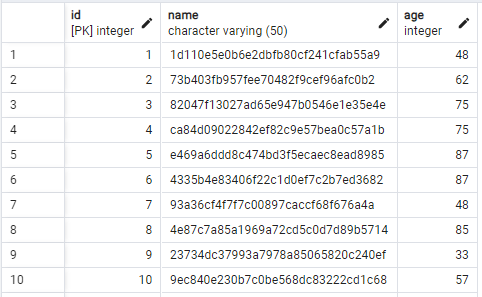 id name age
[PK] integer character varying (50) integer
1 1 1d110e5e0b6e2dbfb80cf241cfab55a9 48
2 2 73b403fb957fee70482f9cef96afc0b2 62
3 3 82047f13027ad65e947b0546e1e35e4e 75
4 4 ca84d09022842ef82c9e57bea0c57a1b 75
5 5 e469a6ddd8c474bd3f5ecaec8ead8985 87
6 6 4335b4e83406f22c1d0ef7c2b7ed3682 87
7 7 93a36cf4f7f7c00897caccf68f676a4a 48
8 8 4e87c7a85a1969a72cd5c0d7d89b5714 85
9 9 23734dc37993a7978a85065820c240ef 33
10 10 9ec840e230b7c0be568dc83222cd1c68 57